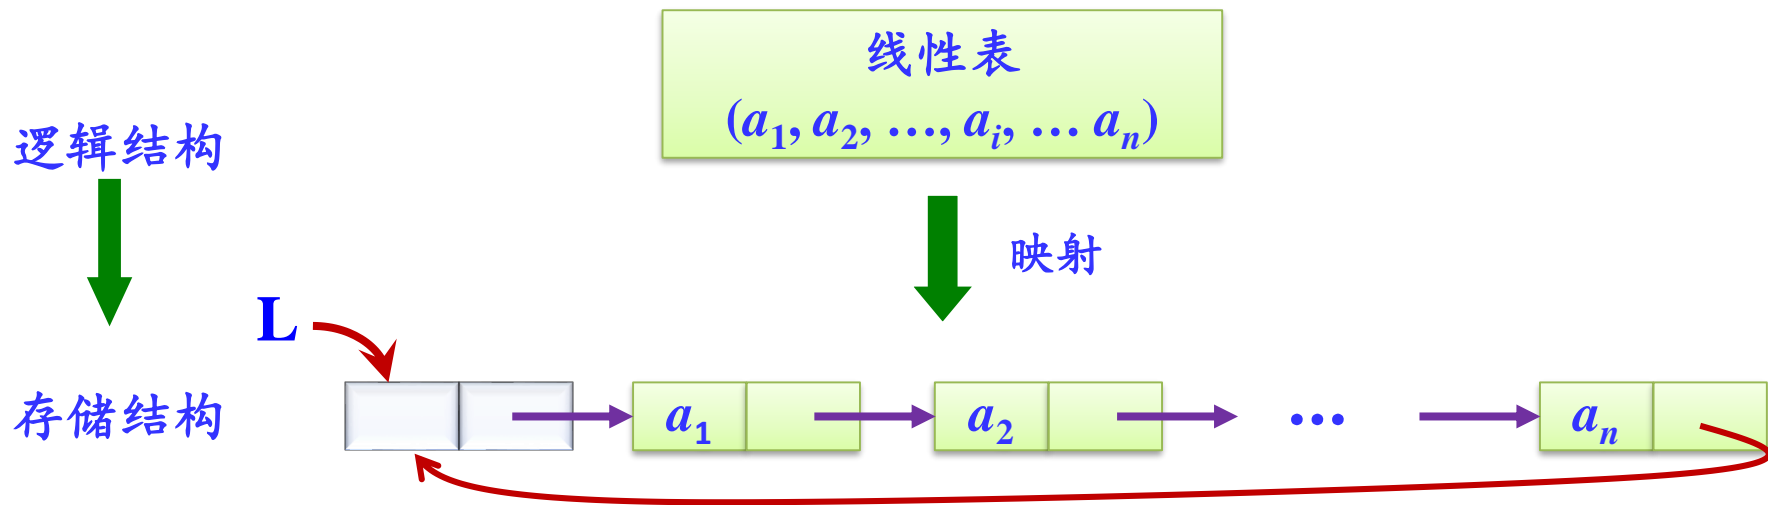 线性表
(a1, a2, …, ai, … an)
逻辑结构
映射
L
存储结构
a1
a2
…
an